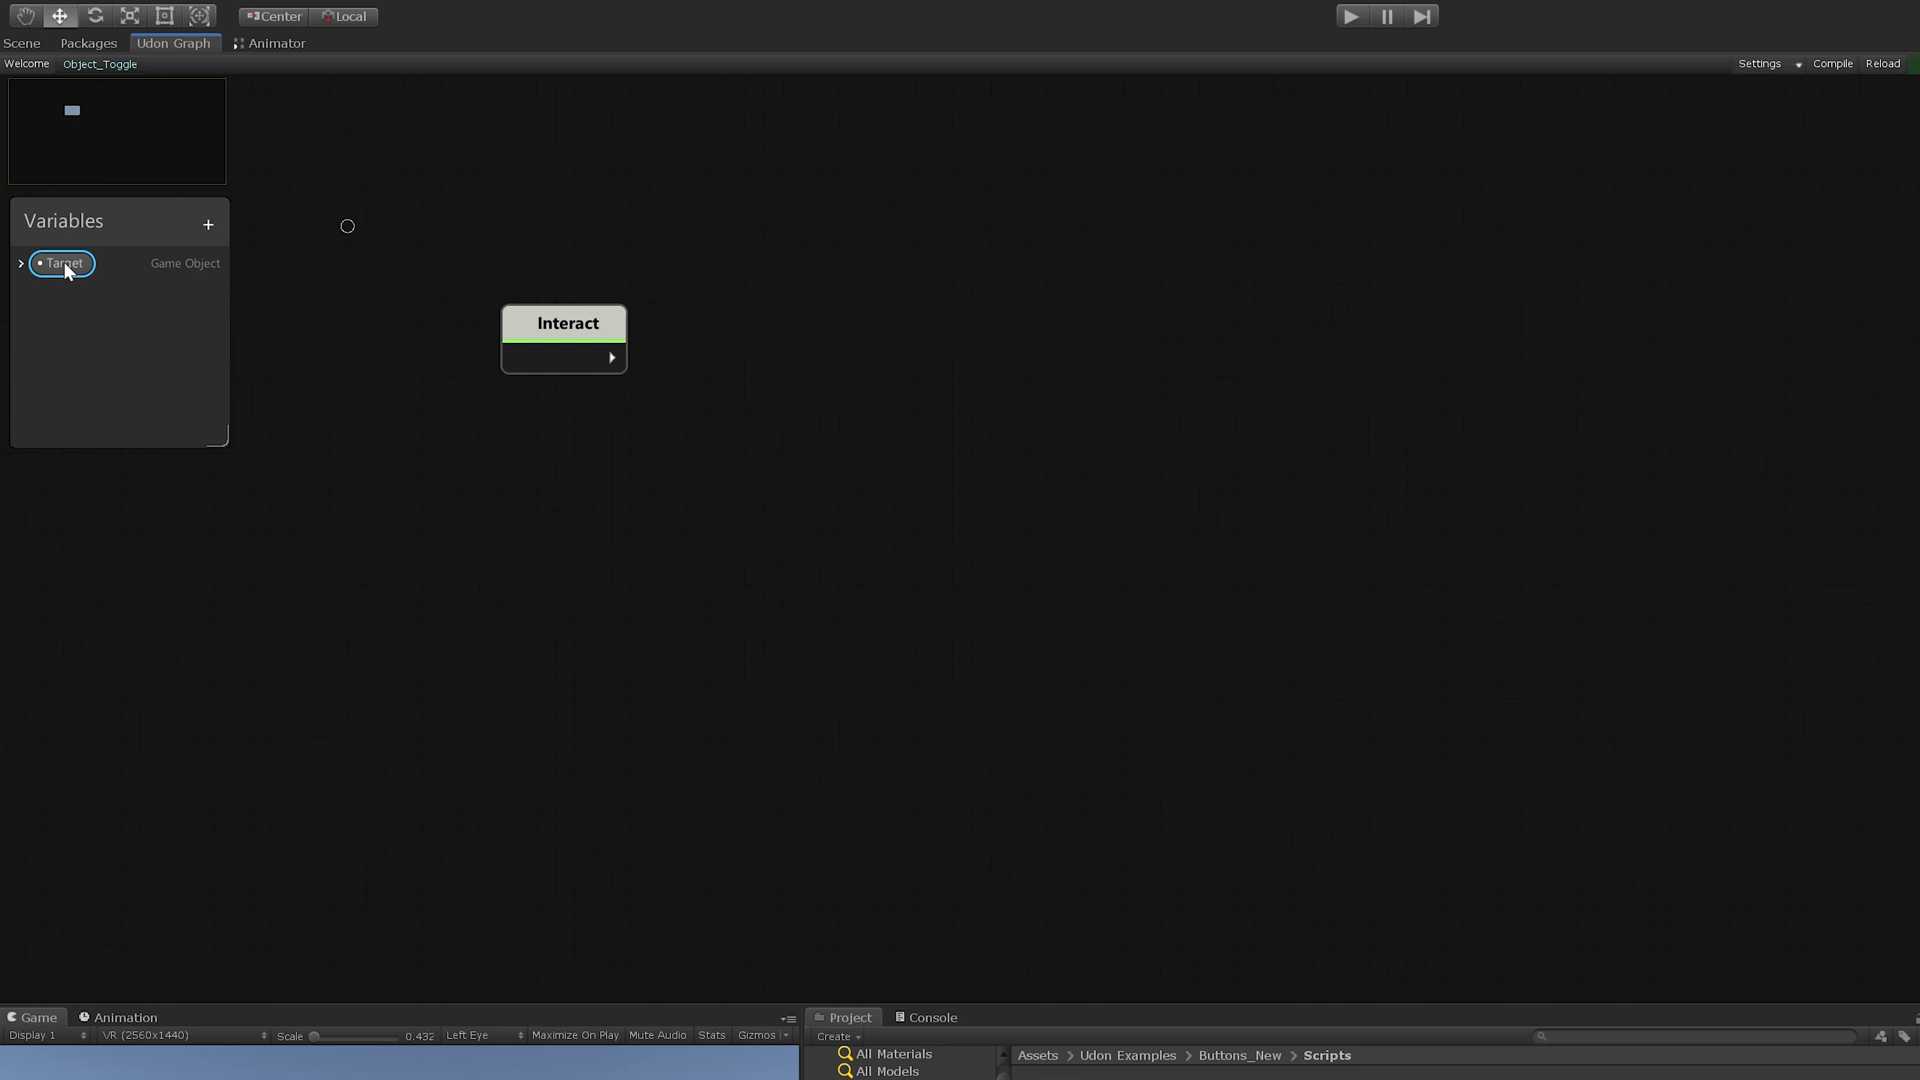 Center Local
Scene Packages Udon Graph Animator
Welcome Object_Toggle Settings Compile Reload
Variables +
Target Game Object
Interact
Game Animation Project Console
Display 1 VR (2560x1440) Scale 0.432 Left Eye Maximize On Play Mute Audio Stats Gizmos Create
All Materials Assets > Udon Examples > Buttons_New > Scripts
All Models